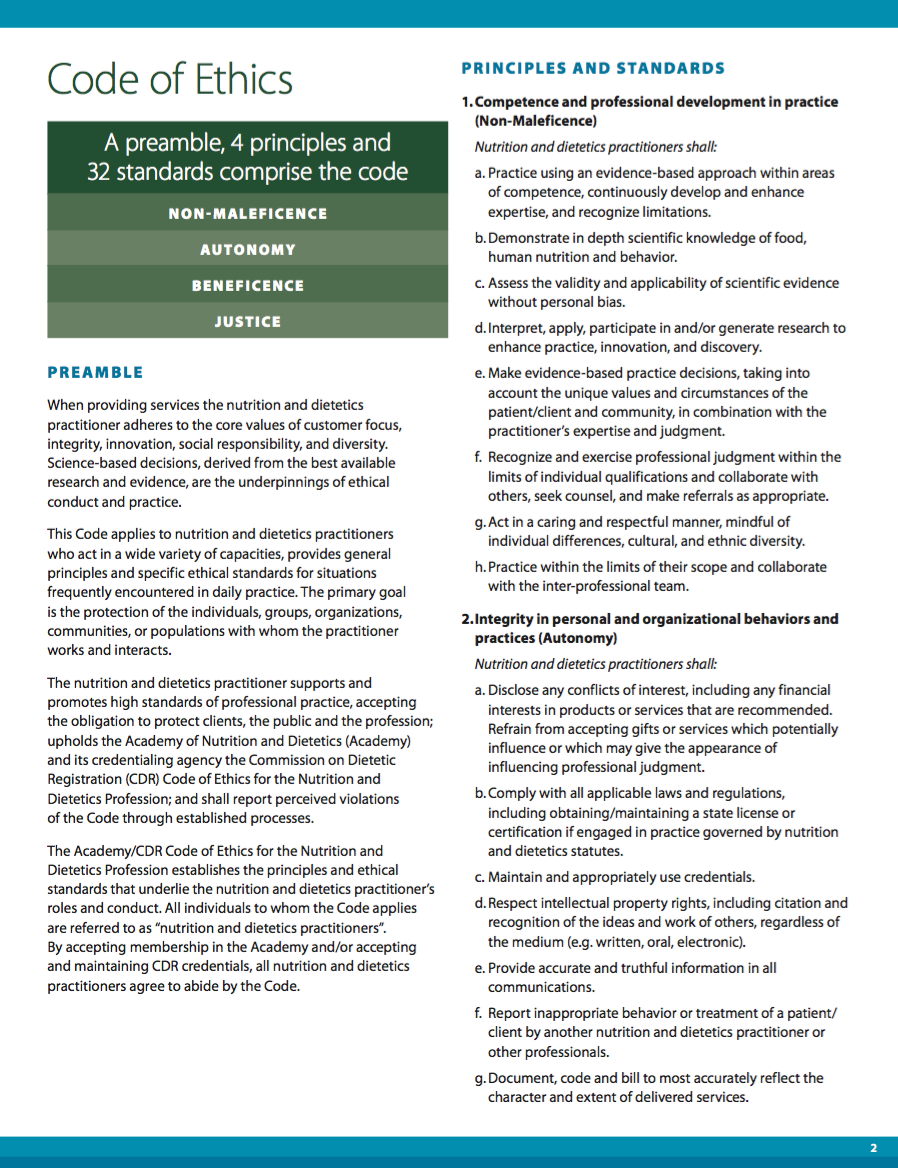 Code of Ethics
A preamble, 4 principles and
32 standards comprise the code
NON-MALEFICENCE
AUTONOMY
BENEFICENCE
JUSTICE
PREAMBLE
When providing services the nutrition and dietetics
practitioner adheres to the core values of customer focus,
integrity, innovation, social responsibility, and diversity.
Science-based decisions, derived from the best available
research and evidence, are the underpinnings of ethical
conduct and practice.
This Code applies to nutrition and dietetics practitioners
who act in a wide variety of capacities, provides general
principles and specific ethical standards for situations
frequently encountered in daily practice. The primary goal
is the protection of the individuals, groups, organizations,
communities, or populations with whom the practitioner
works and interacts.
The nutrition and dietetics practitioner supports and
promotes high standards of professional practice, accepting
the obligation to protect clients, the public and the profession;
upholds the Academy of Nutrition and Dietetics (Academy)
and its credentialing agency the Commission on Dietetic
Registration (CDR) Code of Ethics for the Nutrition and
Dietetics Profession; and shall report perceived violations
of the Code through established processes.
The Academy/CDR Code of Ethics for the Nutrition and
Dietetics Profession establishes the principles and ethical
standards that underlie the nutrition and dietetics practitioner’s
roles and conduct. All individuals to whom the Code applies
are referred to as “nutrition and dietetics practitioners”.
By accepting membership in the Academy and/or accepting
and maintaining CDR credentials, all nutrition and dietetics
practitioners agree to abide by the Code.
PRINCIPLES AND STANDARDS
1. Competence and professional development in practice
(Non-Maleficence)
Nutrition and dietetics practitioners shall:
a. Practice using an evidence-based approach within areas
of competence, continuously develop and enhance
expertise, and recognize limitations.
b. Demonstrate in depth scientific knowledge of food,
human nutrition and behavior.
c. Assess the validity and applicability of scientific evidence
without personal bias.
d. Interpret, apply, participate in and/or generate research to
enhance practice, innovation, and discovery.
e. Make evidence-based practice decisions, taking into
account the unique values and circumstances of the
patient/client and community, in combination with the
practitioner’s expertise and judgment.
f. Recognize and exercise professional judgment within the
limits of individual qualifications and collaborate with
others, seek counsel, and make referrals as appropriate.
g. Act in a caring and respectful manner, mindful of
individual differences, cultural, and ethnic diversity.
h. Practice within the limits of their scope and collaborate
with the inter-professional team.
2. Integrity in personal and organizational behaviors and
practices (Autonomy)
Nutrition and dietetics practitioners shall:
a. Disclose any conflicts of interest, including any financial
interests in products or services that are recommended.
Refrain from accepting gifts or services which potentially
influence or which may give the appearance of
influencing professional judgment.
b. Comply with all applicable laws and regulations,
including obtaining/maintaining a state license or
certification if engaged in practice governed by nutrition
and dietetics statutes.
c. Maintain and appropriately use credentials.
d. Respect intellectual property rights, including citation and
recognition of the ideas and work of others, regardless of
the medium (e.g. written, oral, electronic).
e. Provide accurate and truthful information in all
communications.
f. Report inappropriate behavior or treatment of a patient/
client by another nutrition and dietetics practitioner or
other professionals.
g. Document, code and bill to most accurately reflect the
character and extent of delivered services.
2